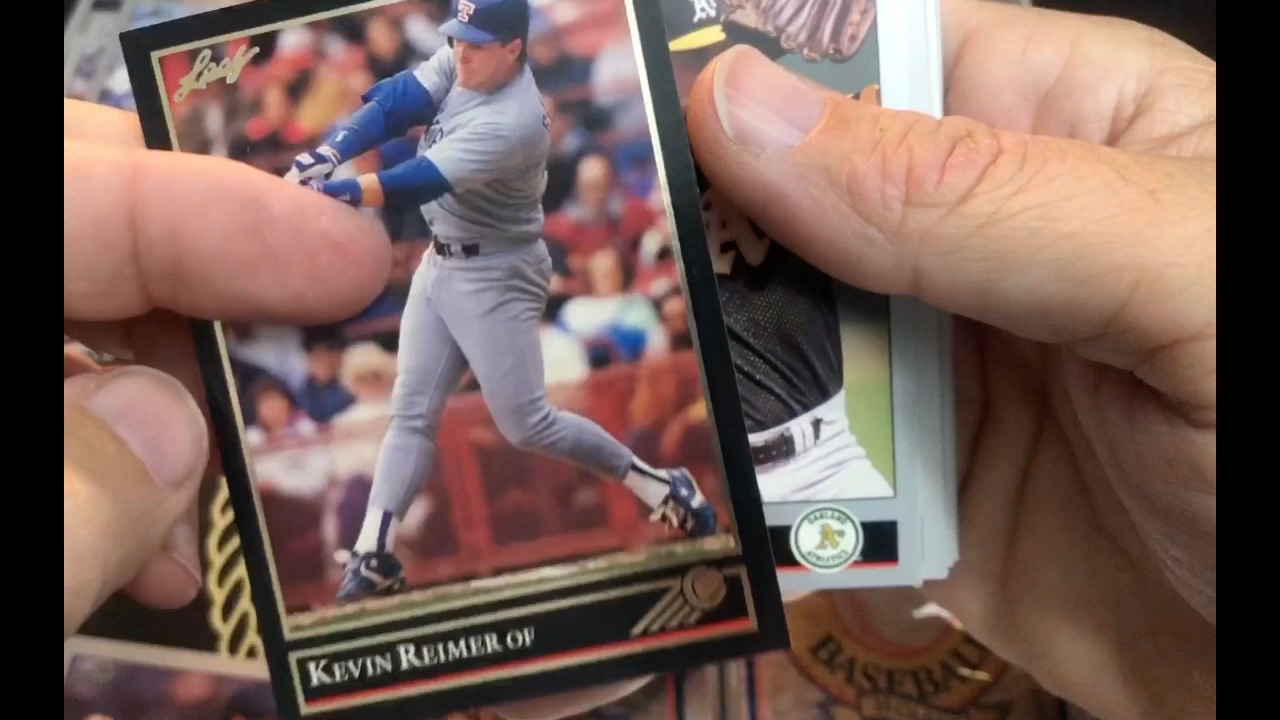 Leaf
T
A
KEVIN REIMER OF
OAKLAND
A's
ATHLETICS
BASEBALL